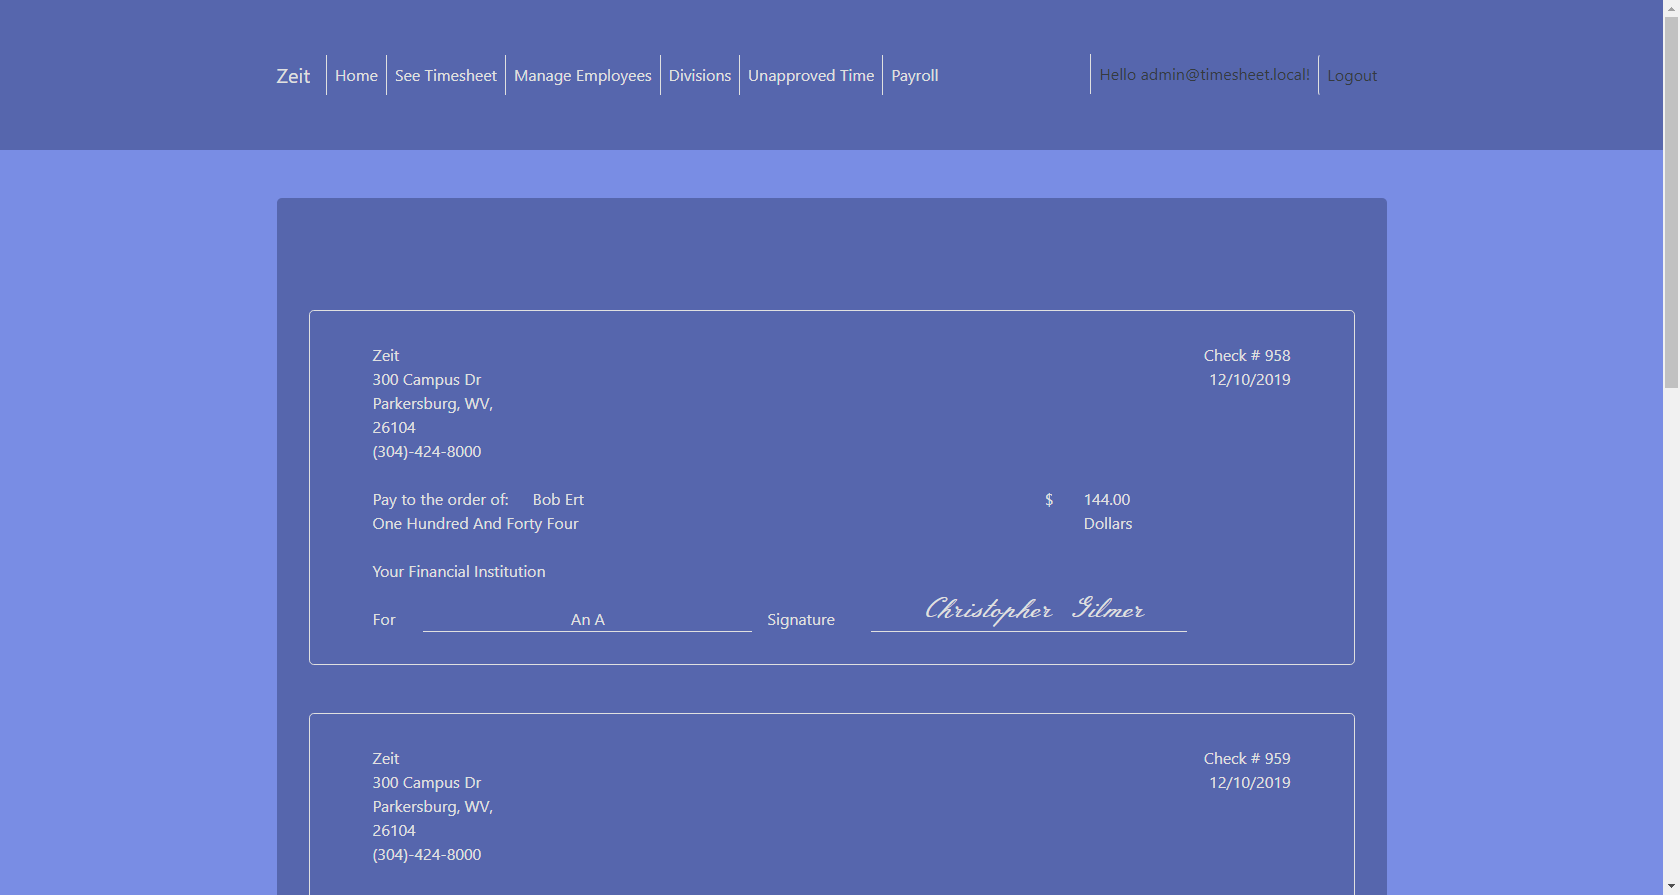 Zeit Home See Timesheet Manage Employees Divisions Unapproved Time Payroll Hello admin@timesheet.local! Logout
Zeit Check # 958
300 Campus Dr 12/10/2019
Parkersburg, WV,
26104
(304)-424-8000
Pay to the order of: Bob Ert $ 144.00
One Hundred And Forty Four Dollars
Your Financial Institution
For An A Signature Christopher Gilmer
Zeit Check # 959
300 Campus Dr 12/10/2019
Parkersburg, WV,
26104
(304)-424-8000